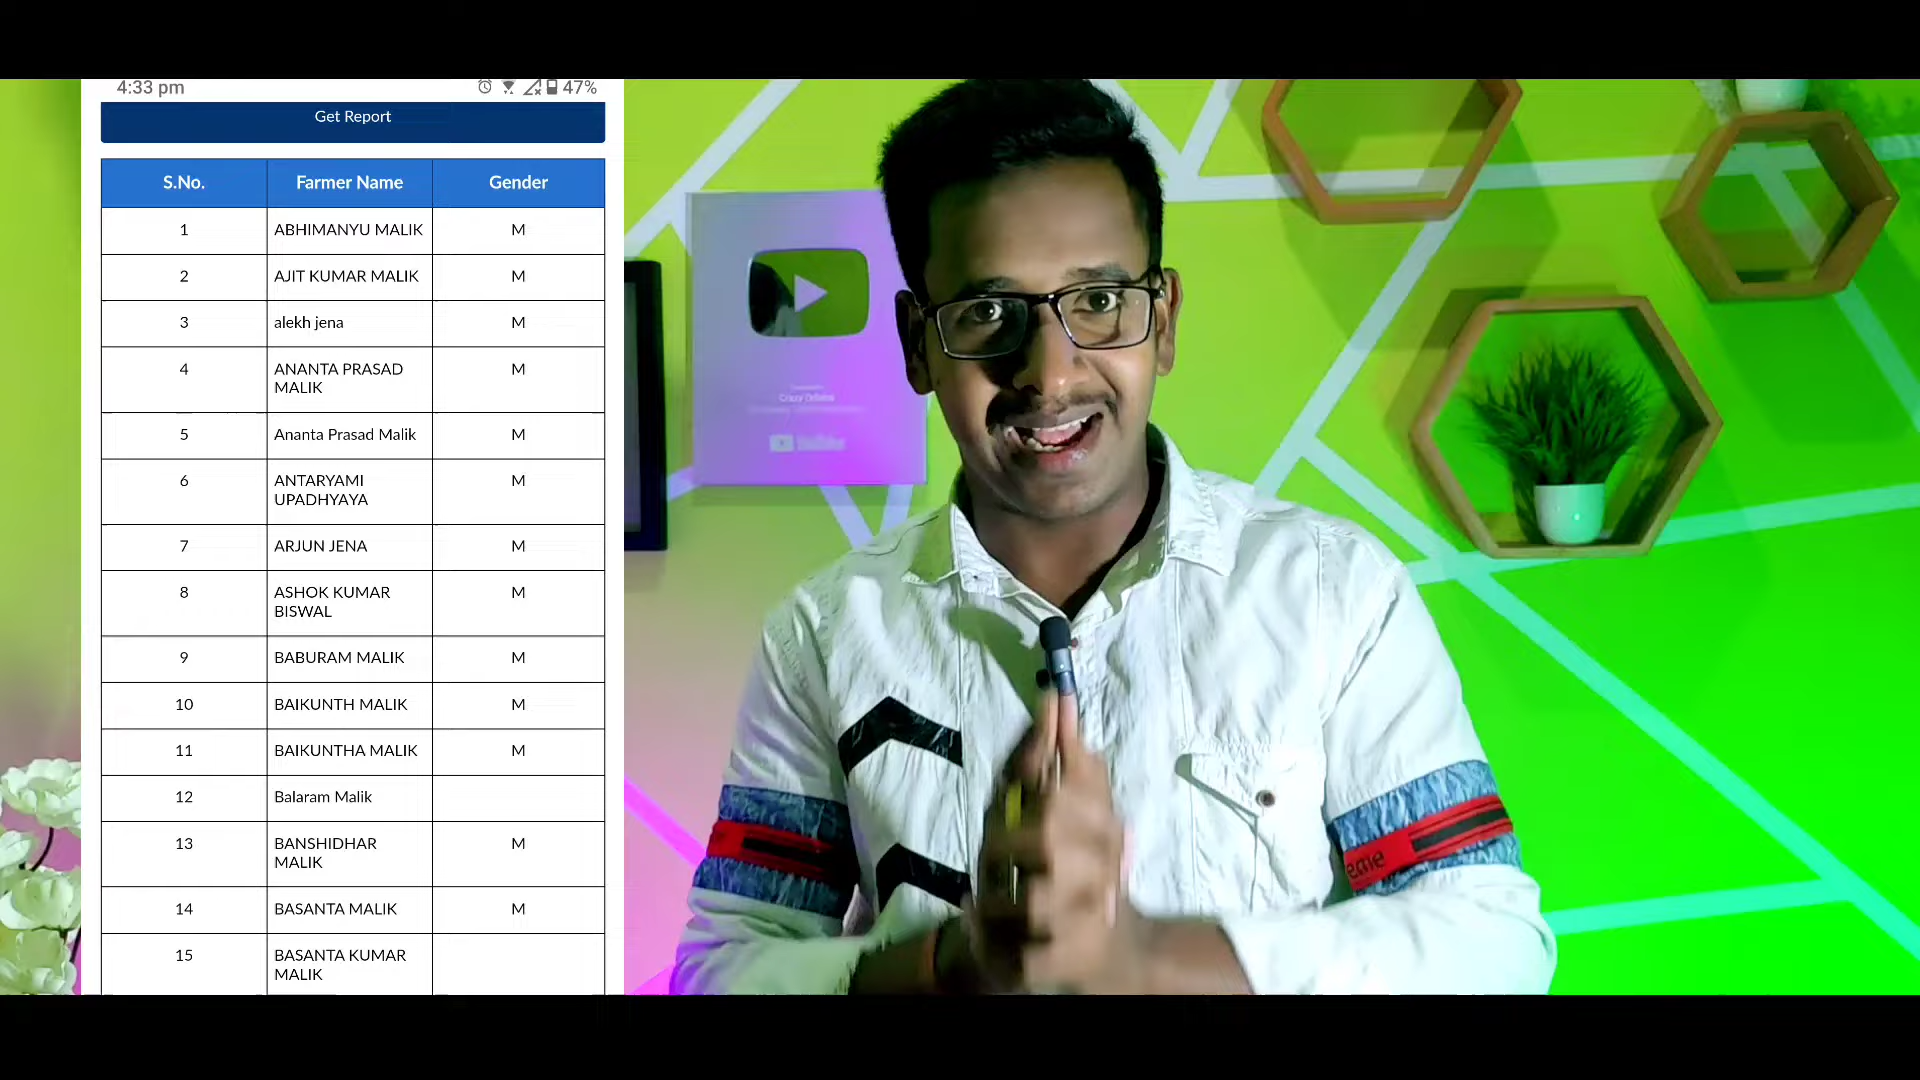 4:33 pm 47%
Get Report
S.No. Farmer Name Gender
1 ABHIMANYU MALIK M
2 AJIT KUMAR MALIK M
3 alekh jena M
4 ANANTA PRASAD M
MALIK
5 Ananta Prasad Malik M
6 ANTARYAMI M
UPADHYAYA
7 ARJUN JENA M
8 ASHOK KUMAR M
BISWAL
9 BABURAM MALIK M
10 BAIKUNTH MALIK M
11 BAIKUNTHA MALIK M
12 Balaram Malik
13 BANSHIDHAR M
MALIK
14 BASANTA MALIK M
15 BASANTA KUMAR
MALIK
Crazy
YouTube
eme